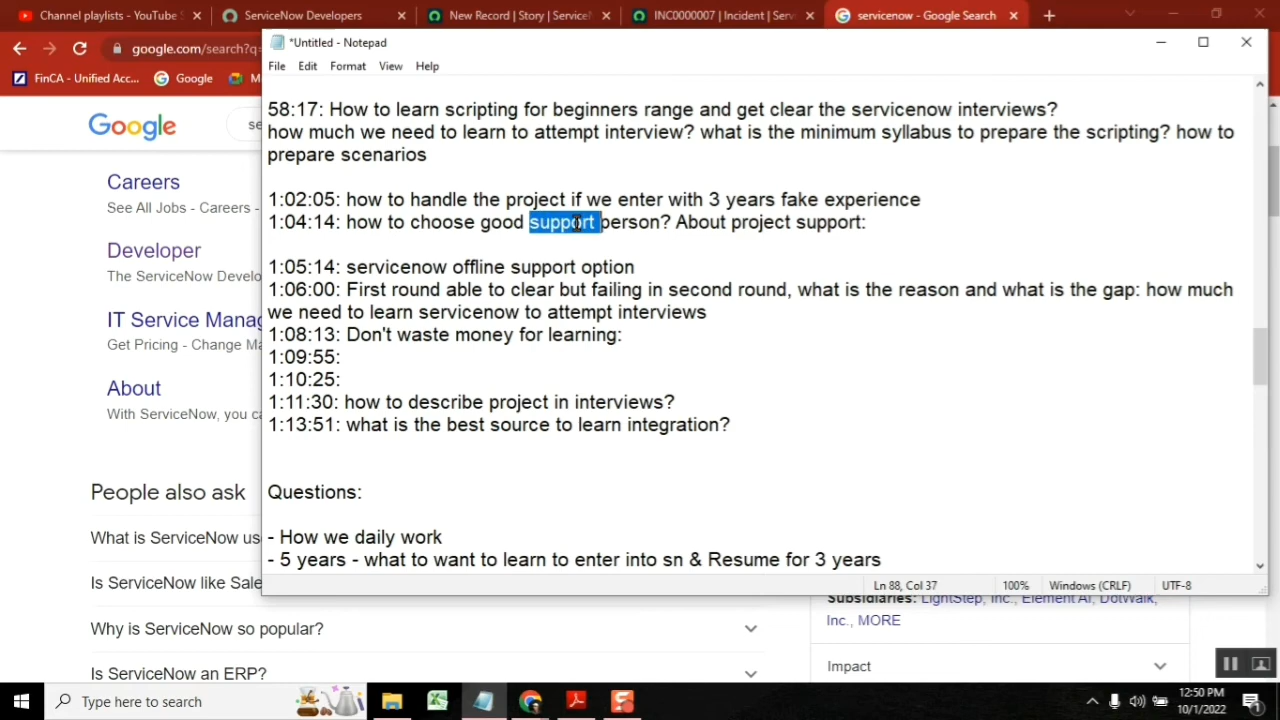 Channel playlists - YouTube S
ServiceNow Developers
New Record | Story | Service
INC0000007 | Incident | Serv
servicenow - Google Search
google.com/search?q=
FinCA - Unified Acc...
Google
*Untitled - Notepad
File Edit Format View Help
58:17: How to learn scripting for beginners range and get clear the servicenow interviews?
how much we need to learn to attempt interview? what is the minimum syllabus to prepare the scripting? how to
prepare scenarios
1:02:05: how to handle the project if we enter with 3 years fake experience
1:04:14: how to choose good support person? About project support:
1:05:14: servicenow offline support option
1:06:00: First round able to clear but failing in second round, what is the reason and what is the gap: how much
we need to learn servicenow to attempt interviews
1:08:13: Don't waste money for learning:
1:09:55:
1:10:25:
1:11:30: how to describe project in interviews?
1:13:51: what is the best source to learn integration?
Questions:
- How we daily work
- 5 years - what to want to learn to enter into sn & Resume for 3 years
Ln 88, Col 37
100%
Windows (CRLF)
UTF-8
Google
se
Careers
See All Jobs - Careers -
Developer
The ServiceNow Develo
IT Service Manag
Get Pricing - Change Ma
About
With ServiceNow, you ca
People also ask
What is ServiceNow use
Is ServiceNow like Sale
Why is ServiceNow so popular?
Is ServiceNow an ERP?
Subsidiaries: LightStep, Inc., Element AI, DotWalk,
Inc., MORE
Impact
Type here to search
12:50 PM
10/1/2022